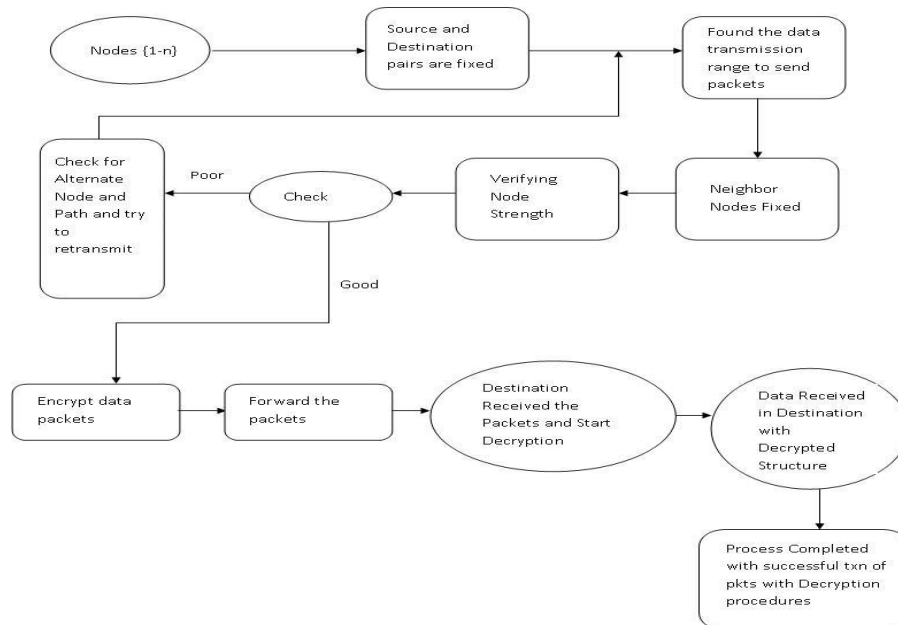 Nodes {1-n}
Source and
Destination
pairs are fixed
Found the data
transmission
range to send
packets
Check for
Alternate
Node and
Path and try
to
retransmit
Poor
Check
Verifying
Node
Strength
Neighbor
Nodes Fixed
Good
Encrypt data
packets
Forward the
packets
Destination
Received the
Packets and Start
Decryption
Data Received
in Destination
with
Decrypted
Structure
Process Completed
with successful txn of
pkts with Decryption
procedures